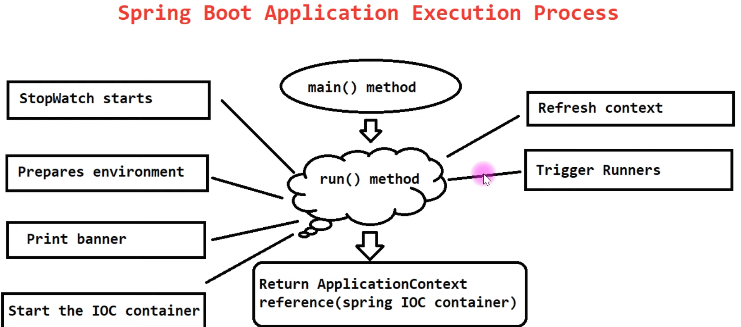 Spring Boot Application Execution Process
main() method
StopWatch starts
Refresh context
Prepares environment
run() method
Trigger Runners
Print banner
Start the IOC container
Return ApplicationContext
reference(spring IOC container)